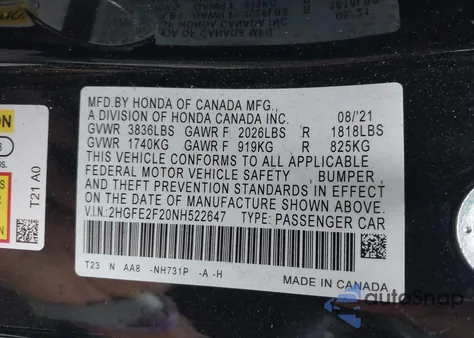 MFD.BY HONDA OF CANADA MFG.,
A DIVISION OF HONDA CANADA INC. 08/'21
GVWR 3836LBS GAWR F 2026LBS R 1818LBS
GVWR 1740KG GAWR F 919KG R 825KG
THIS VEHICLE CONFORMS TO ALL APPLICABLE
FEDERAL MOTOR VEHICLE SAFETY , BUMPER ,
AND THEFT PREVENTION STANDARDS IN EFFECT
ON THE DATE OF MANUFACTURE SHOWN ABOVE.
V.I.N:2HGFE2F20NH522647 TYPE: PASSENGER CAR
T23 N AA8 -NH731P -A -H
MADE IN CANADA
T21 A0
autoSnap